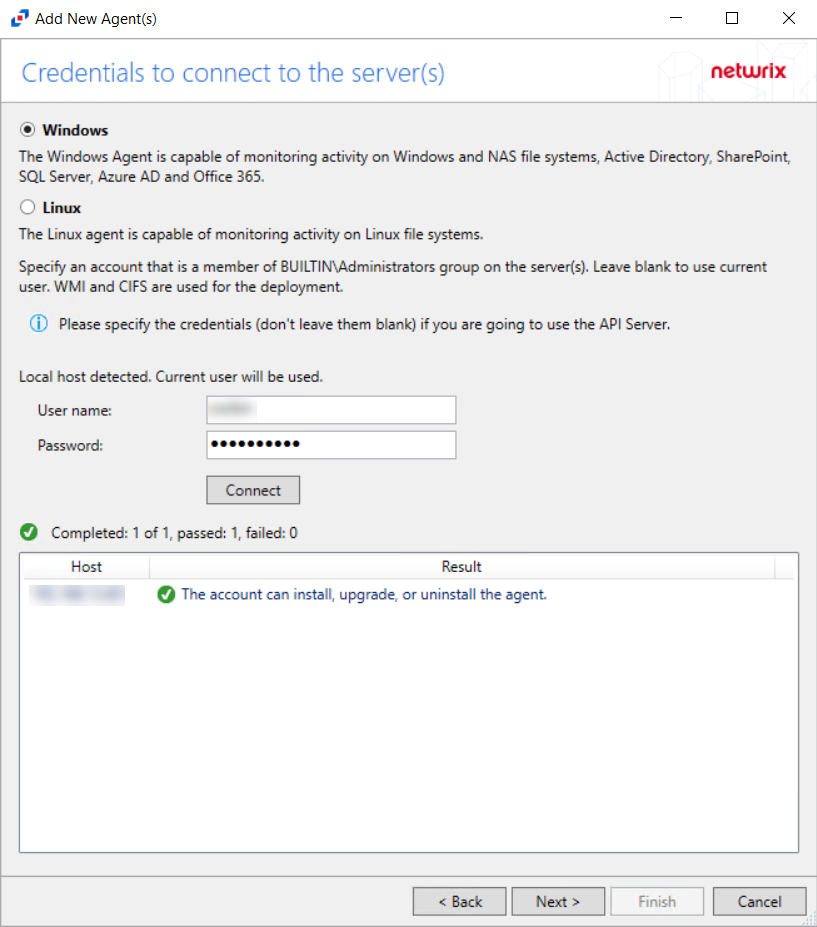 Add New Agent(s)
Credentials to connect to the server(s)
netwrix
Windows
The Windows Agent is capable of monitoring activity on Windows and NAS file systems, Active Directory, SharePoint,
SQL Server, Azure AD and Office 365.
Linux
The Linux agent is capable of monitoring activity on Linux file systems.
Specify an account that is a member of BUILTIN\Administrators group on the server(s). Leave blank to use current
user. WMI and CIFS are used for the deployment.
Please specify the credentials (don't leave them blank) if you are going to use the API Server.
Local host detected. Current user will be used.
User name:
Password: ●●●●●●●●●●
Connect
Completed: 1 of 1, passed: 1, failed: 0
Host Result
The account can install, upgrade, or uninstall the agent.
< Back Next > Finish Cancel